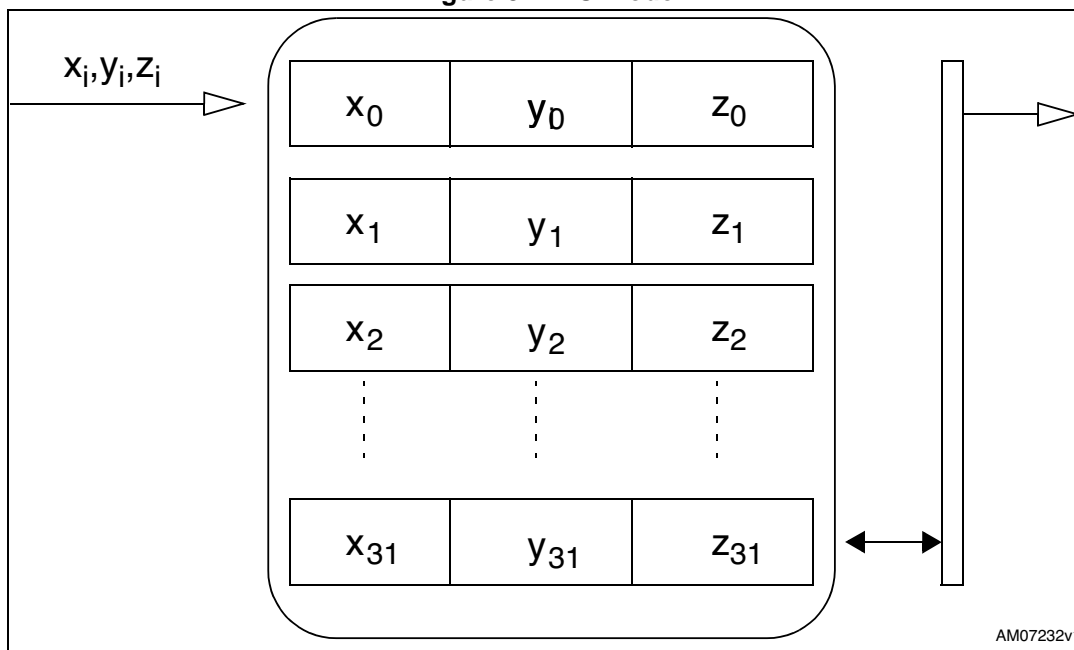 xᵢ,yᵢ,zᵢ
x₀ y₀ z₀
x₁ y₁ z₁
x₂ y₂ z₂
x₃₁ y₃₁ z₃₁
AM07232v